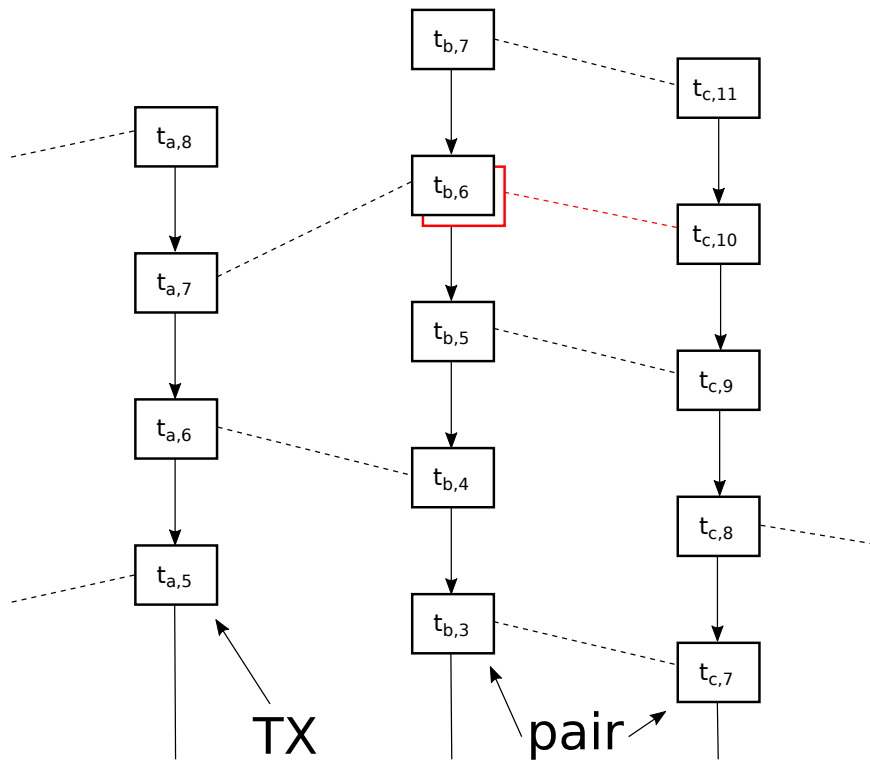 t_b,7
t_c,11
t_a,8
t_b,6
t_c,10
t_a,7
t_b,5
t_c,9
t_a,6
t_b,4
t_c,8
t_a,5
t_b,3
t_c,7
TX
pair